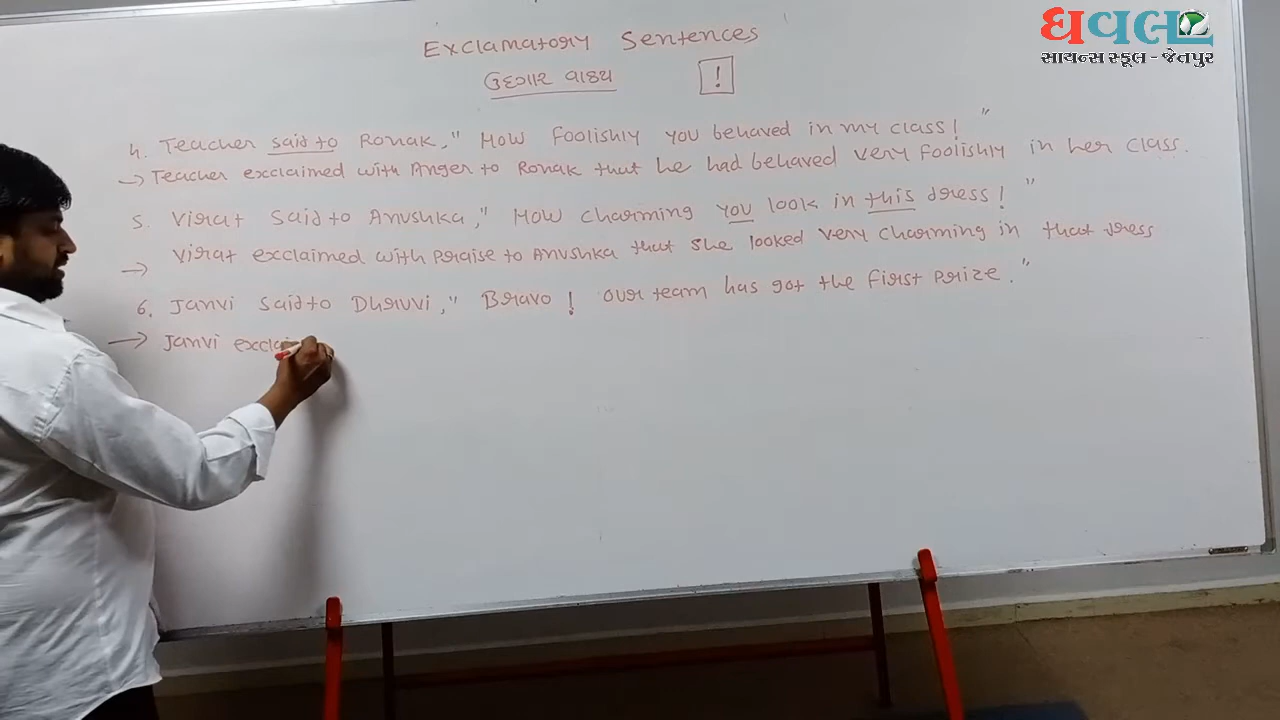 ધવલ
સાયન્સ સ્કૂલ - જેતપુર
Exclamatory Sentences
ઉદગાર વાક્ય !
4. Teacher said to Ronak, " How Foolishly you behaved in my class! "
→ Teacher exclaimed with Anger to Ronak that he had behaved very Foolishly in her class.
5. Virat said to Anushka, " How charming you look in this dress! "
→ Virat exclaimed with Praise to Anushka that she looked very charming in that dress
6. Janvi said to Dhruvi, " Bravo ! our team has got the First Prize. "
→ Janvi exclai